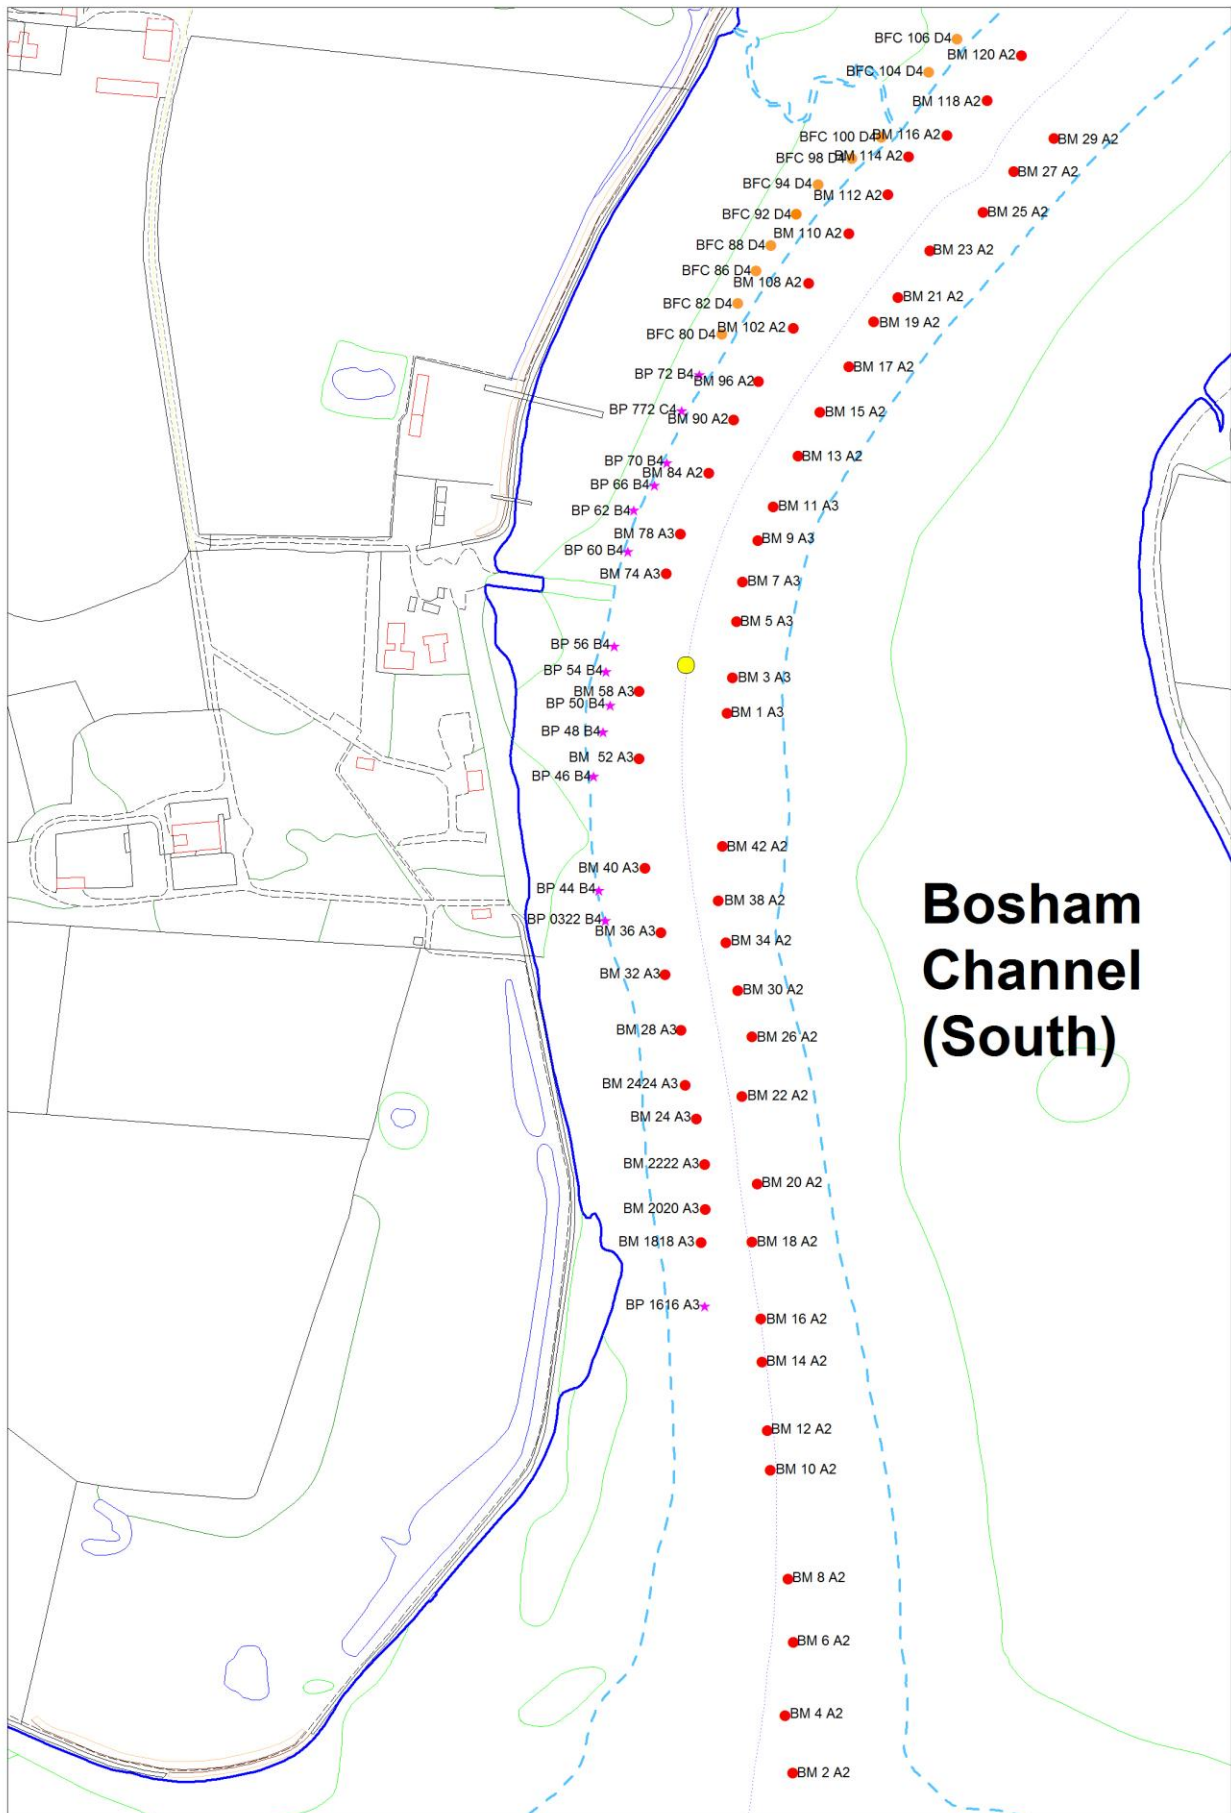 BFC 106 D4
BM 120 A2
BFC 104 D4
BM 118 A2
BFC 100 D4
BM 116 A2
BM 29 A2
BFC 98 D4
BM 114 A2
BM 27 A2
BFC 94 D4
BM 112 A2
BFC 92 D4
BM 25 A2
BM 110 A2
BFC 88 D4
BM 23 A2
BFC 86 D4
BM 108 A2
BM 21 A2
BFC 82 D4
BM 19 A2
BFC 80 D4
BM 102 A2
BM 17 A2
BP 72 B4
BM 96 A2
BP 772 C4
BM 90 A2
BM 15 A2
BM 13 A2
BP 70 B4
BM 84 A2
BP 66 B4
BM 11 A3
BP 62 B4
BM 78 A3
BM 9 A3
BP 60 B4
BM 74 A3
BM 7 A3
BM 5 A3
BP 56 B4
BP 54 B4
BM 3 A3
BM 58 A3
BP 50 B4
BM 1 A3
BP 48 B4
BM 52 A3
BP 46 B4
BM 42 A2
BM 40 A3
BP 44 B4
BM 38 A2
BP 0322 B4
BM 36 A3
BM 34 A2
BM 32 A3
BM 30 A2
BM 28 A3
BM 26 A2
Bosham
Channel
(South)
BM 2424 A3
BM 22 A2
BM 24 A3
BM 2222 A3
BM 20 A2
BM 2020 A3
BM 1818 A3
BM 18 A2
BP 1616 A3
BM 16 A2
BM 14 A2
BM 12 A2
BM 10 A2
BM 8 A2
BM 6 A2
BM 4 A2
BM 2 A2